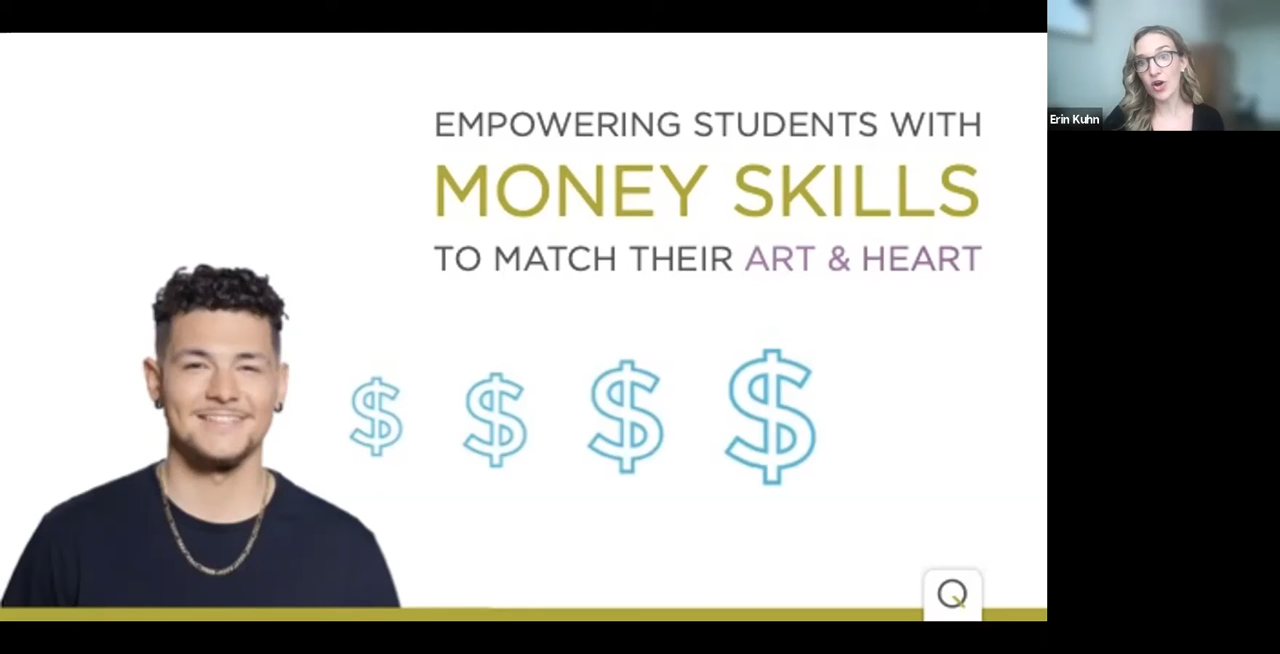 EMPOWERING STUDENTS WITH
MONEY SKILLS
TO MATCH THEIR ART & HEART
$ $ $ $
Q
Erin Kuhn